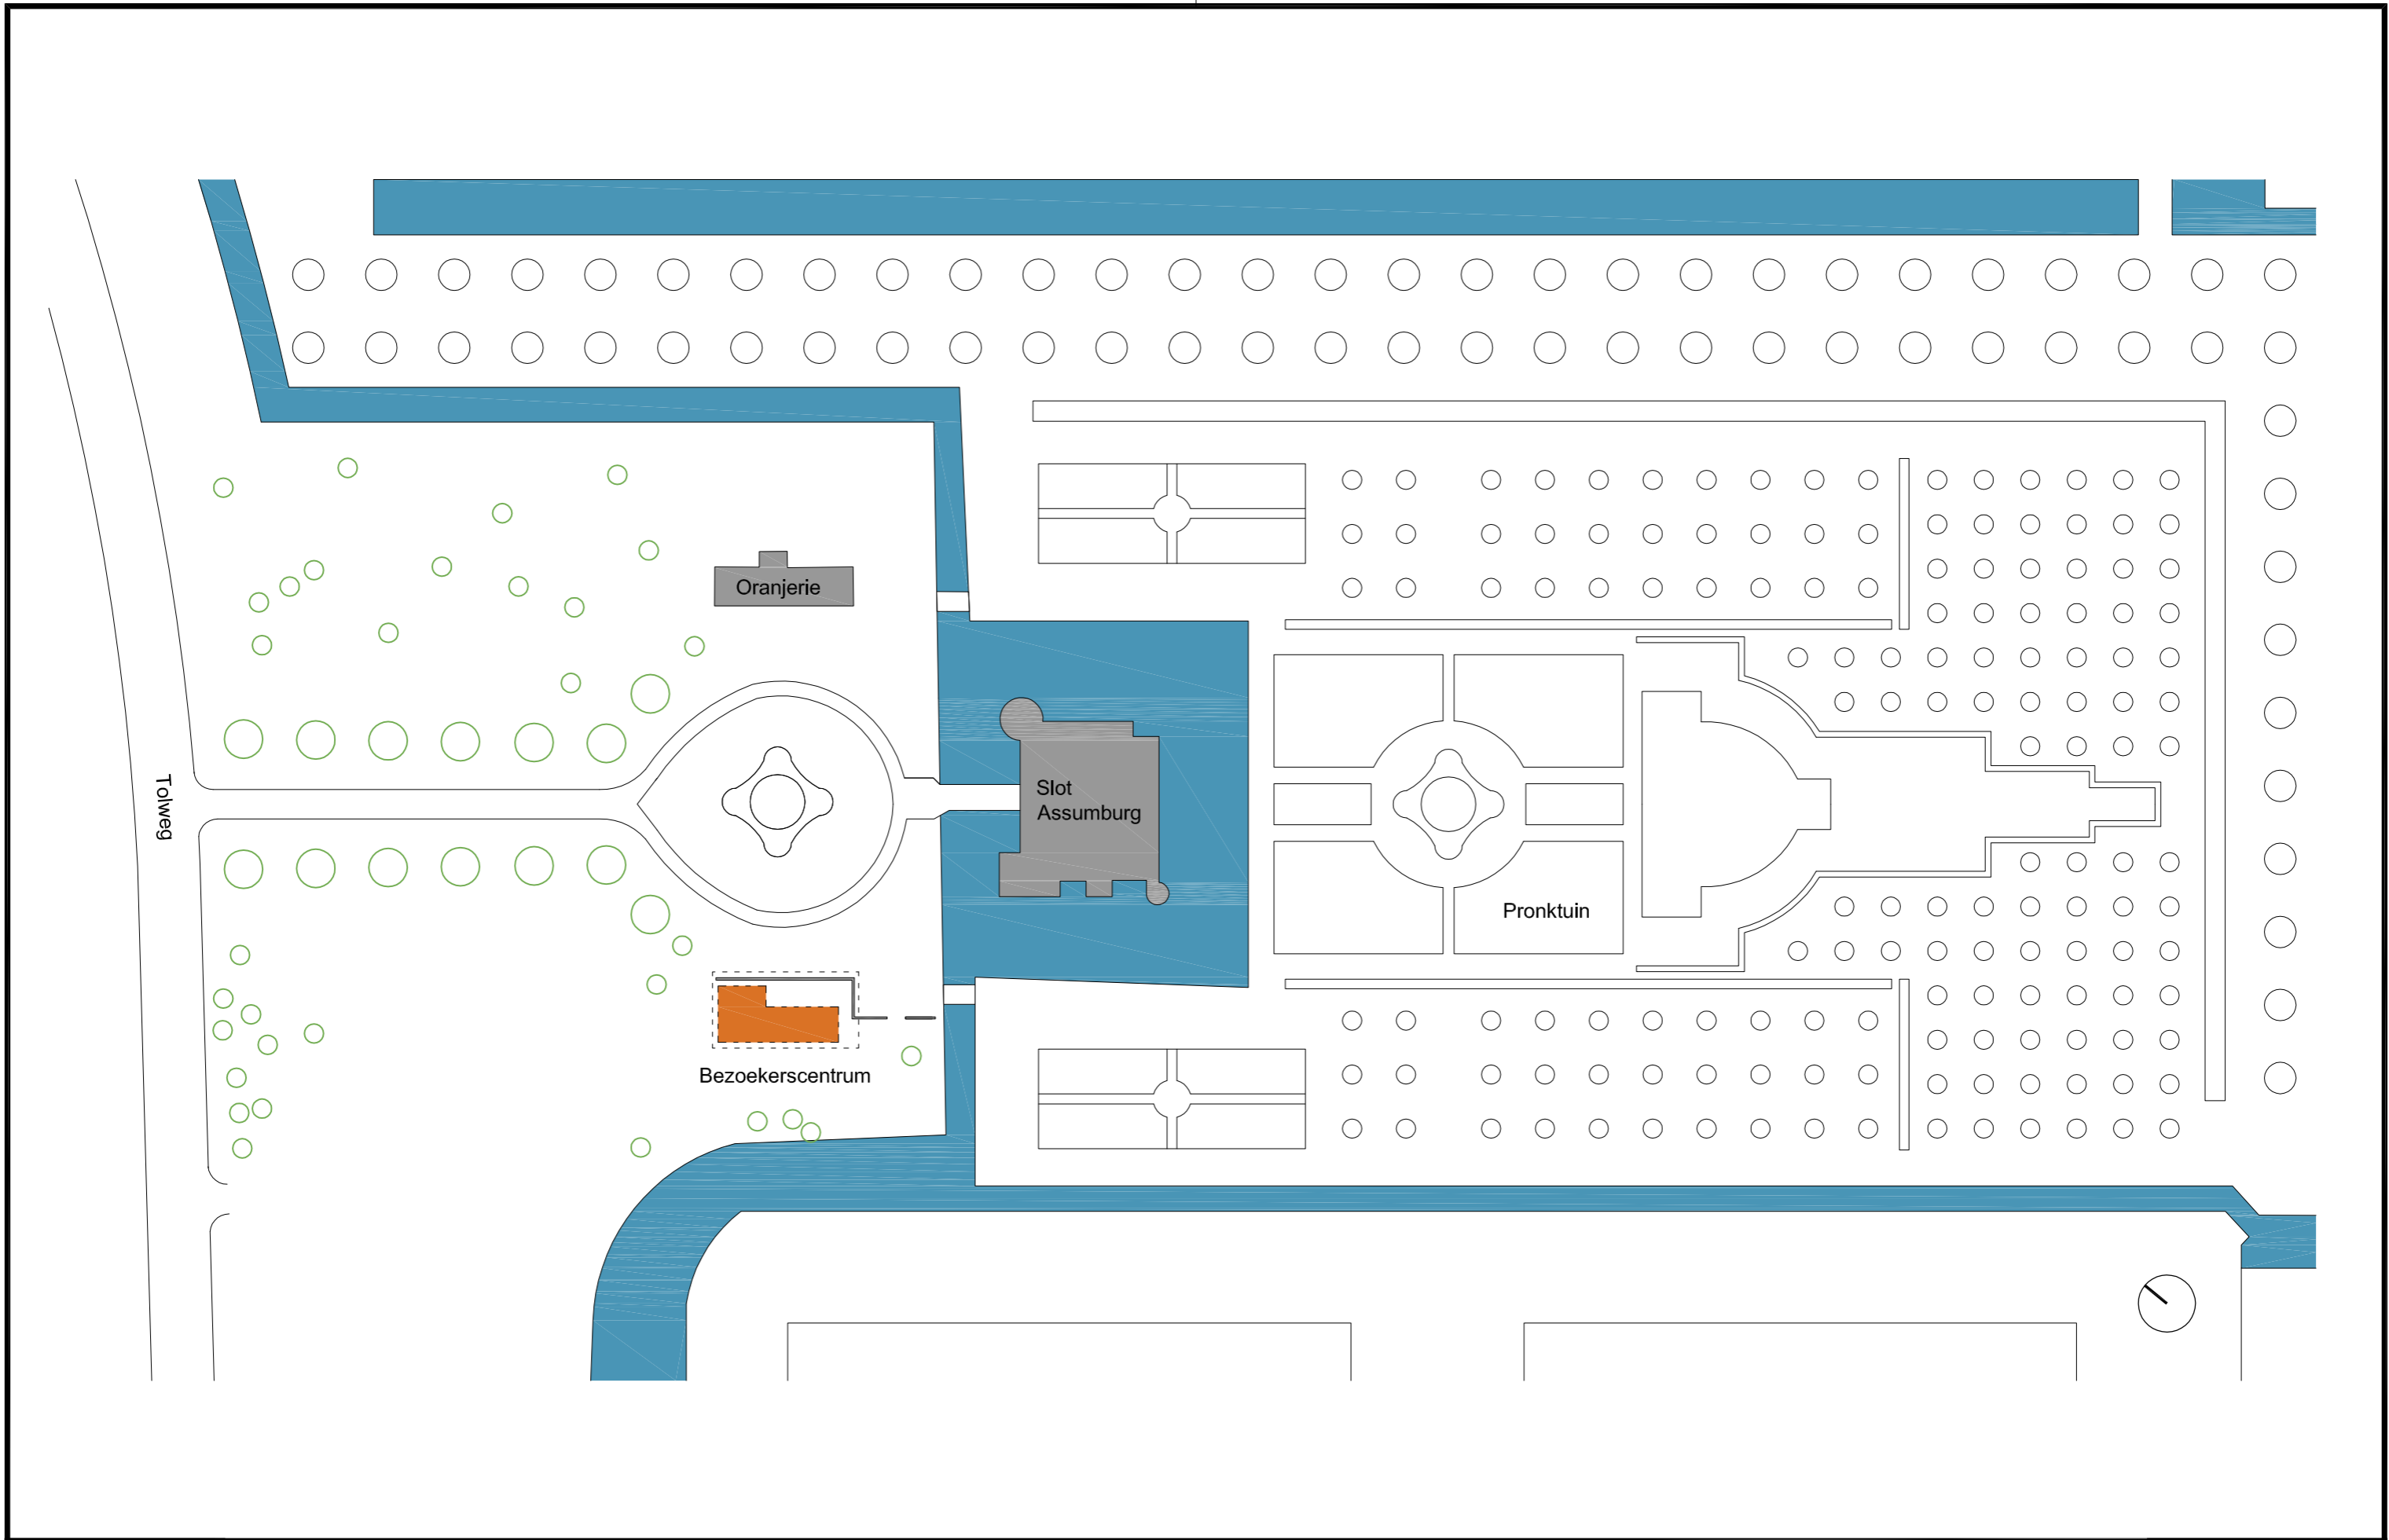 Oranjerie
Tolweg
Slot
Assumburg
Pronktuin
Bezoekerscentrum